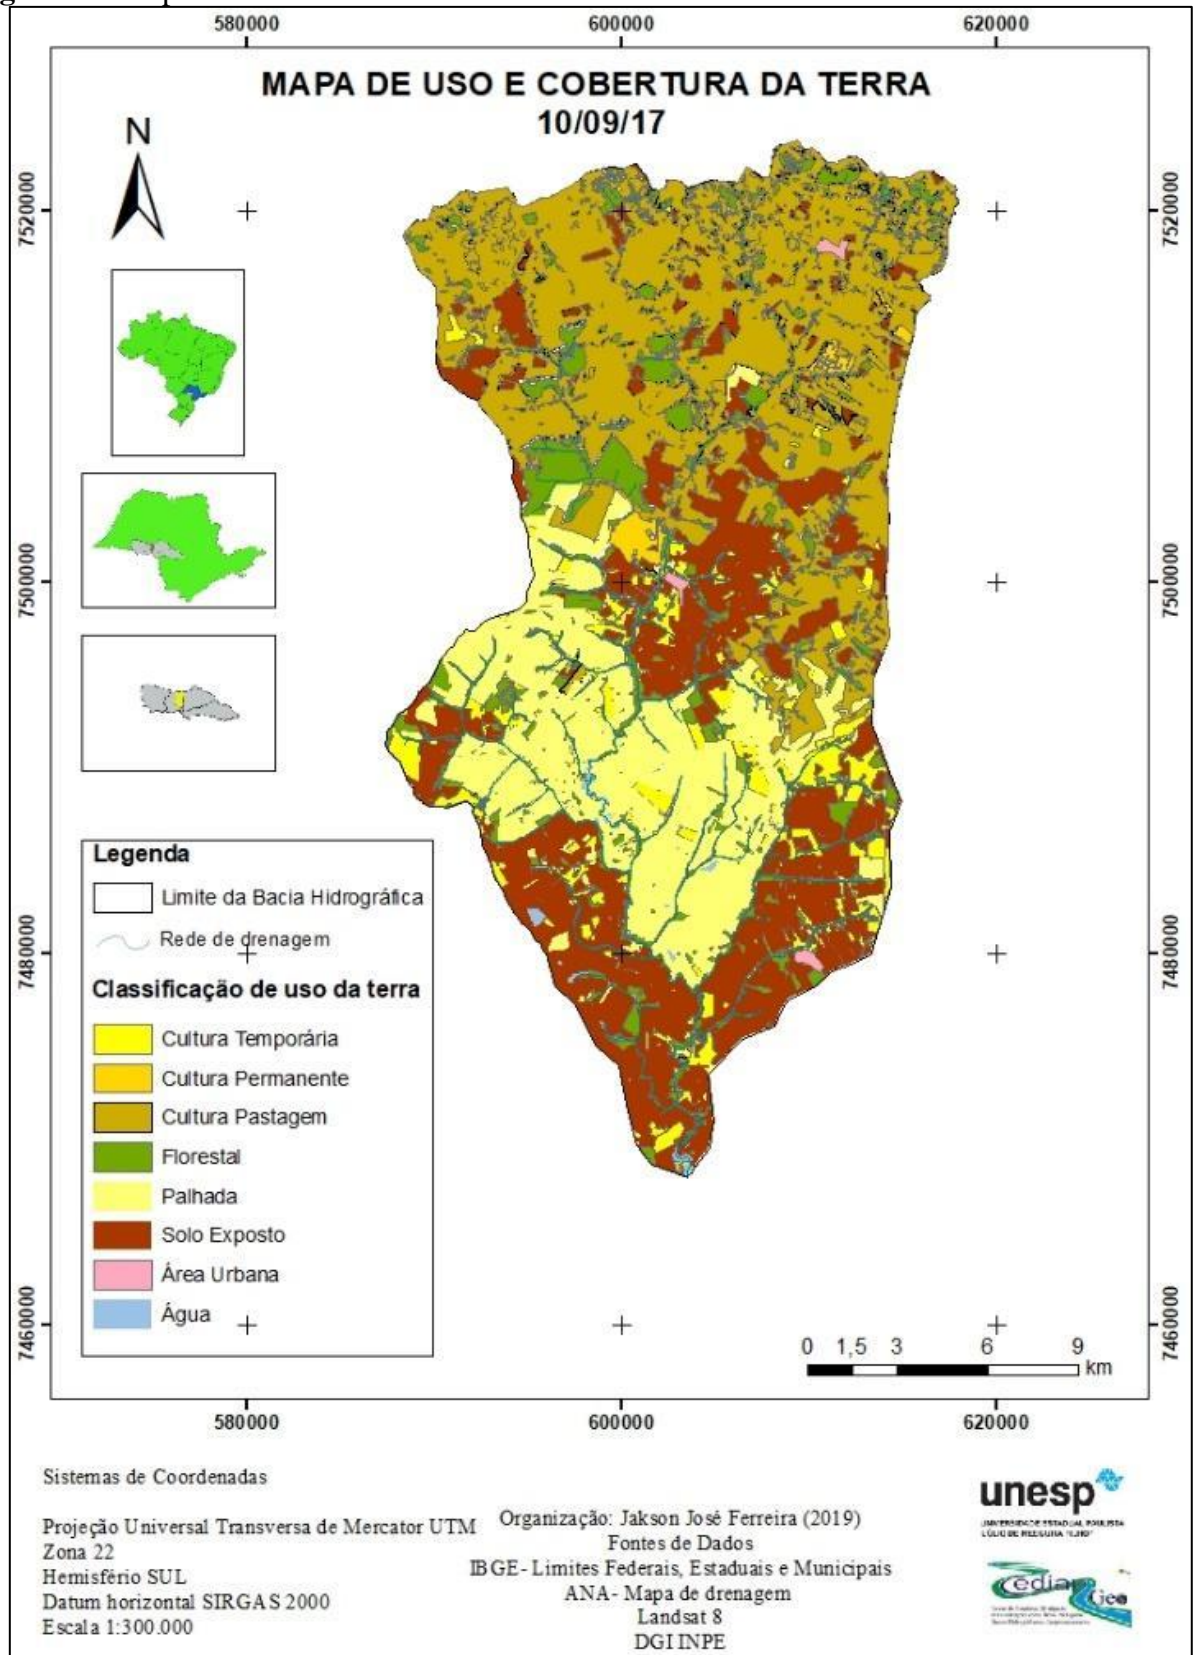 580000
600000
620000
MAPA DE USO E COBERTURA DA TERRA
10/09/17
N
7520000
7520000
7500000
7500000
Legenda
Limite da Bacia Hidrográfica
Rede de drenagem
7480000
7480000
Classificação de uso da terra
Cultura Temporária
Cultura Permanente
Cultura Pastagem
Florestal
Palhada
Solo Exposto
Área Urbana
Água
7460000
7460000
0 1,5 3 6 9
km
580000
600000
620000
Sistemas de Coordenadas
Projeção Universal Transversa de Mercator UTM
Zona 22
Hemisfério SUL
Datum horizontal SIRGAS 2000
Escala 1:300.000
Organização: Jakson José Ferreira (2019)
Fontes de Dados
IBGE- Limites Federais, Estaduais e Municipais
ANA- Mapa de drenagem
Landsat 8
DGI INPE
unesp
UNIVERSIDADE ESTADUAL PAULISTA
Geo